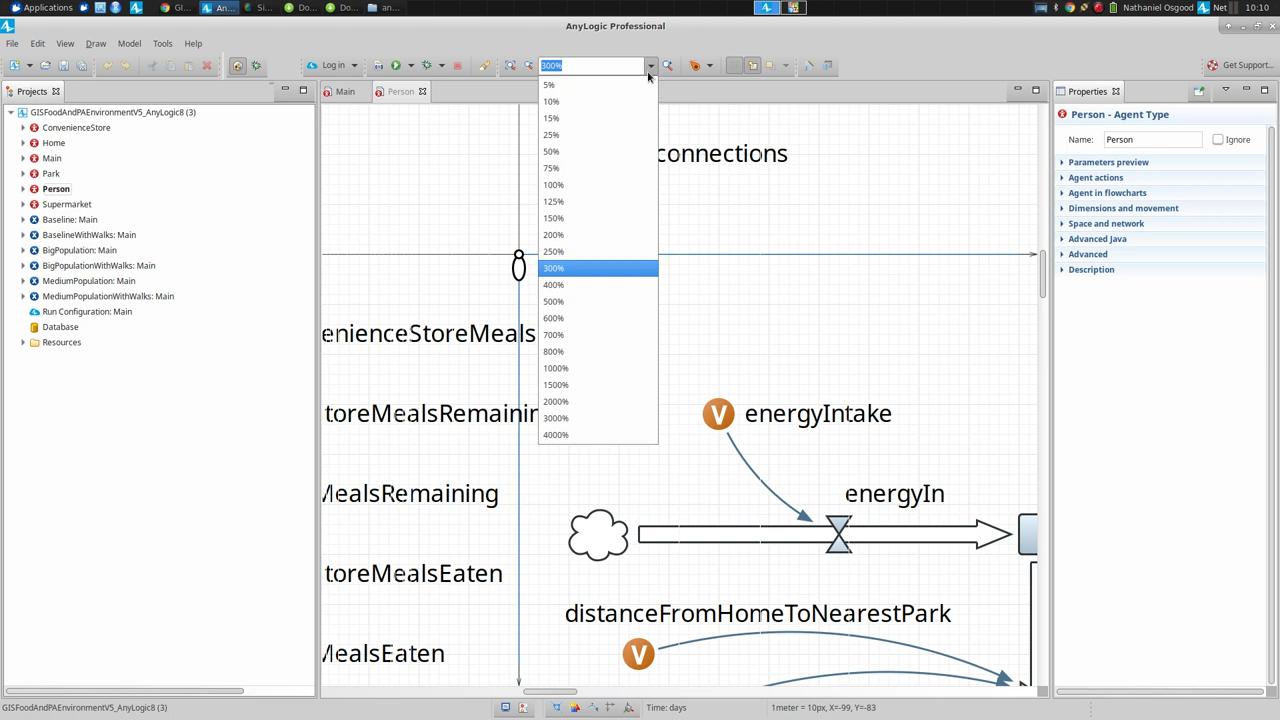 Applications
Gl...
An...
Si...
Do...
Do...
an...
Nathaniel Osgood
Net
10:10
AnyLogic Professional
File
Edit
View
Draw
Model
Tools
Help
Log in
300%
Get Support...
Projects
Main
Person
Properties
GISFoodAndPAEnvironmentV5_AnyLogic8 (3)
ConvenienceStore
Home
Main
Park
Person
Supermarket
Baseline: Main
BaselineWithWalks: Main
BigPopulation: Main
BigPopulationWithWalks: Main
MediumPopulation: Main
MediumPopulationWithWalks: Main
Run Configuration: Main
Database
Resources
5%
10%
15%
25%
50%
75%
100%
125%
150%
200%
250%
300%
400%
500%
600%
700%
800%
1000%
1500%
2000%
3000%
4000%
connections
enienceStoreMeals
toreMealsRemainin
MealsRemaining
toreMealsEaten
MealsEaten
V energyIntake
energyIn
distanceFromHomeToNearestPark
V
Person - Agent Type
Name: Person
Ignore
Parameters preview
Agent actions
Agent in flowcharts
Dimensions and movement
Space and network
Advanced Java
Advanced
Description
GISFoodAndPAEnvironmentV5_AnyLogic8 (3)
Time: days
1meter = 10px, X=-99, Y=-83